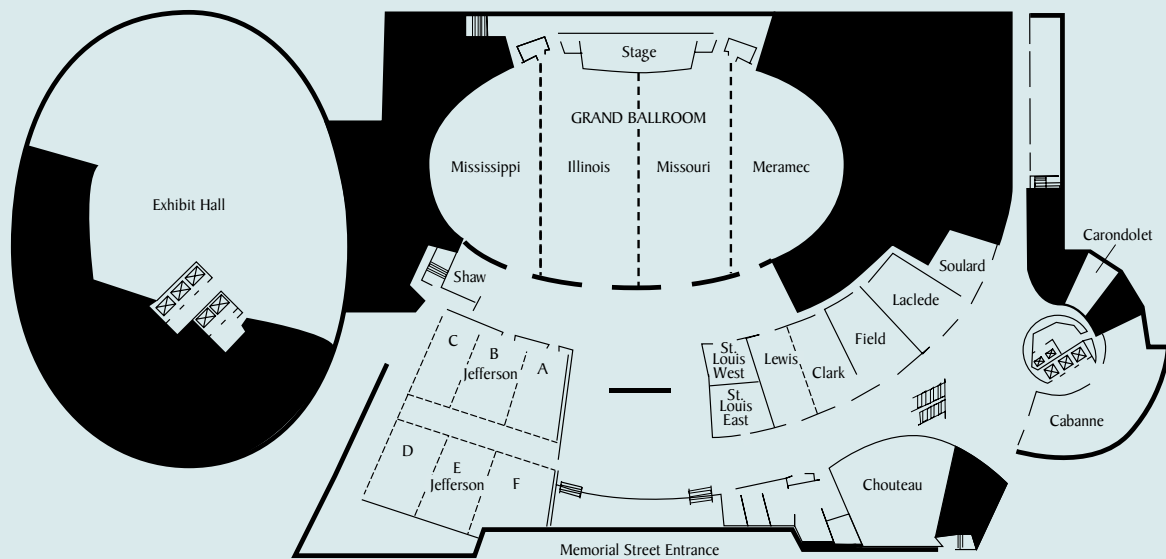 Stage
GRAND BALLROOM
Mississippi
Illinois
Missouri
Meramec
Exhibit Hall
Carondolet
Shaw
Soulard
Laclede
C
B
Jefferson
A
St.
Louis
West
St.
Louis
East
Lewis
Clark
Field
Cabanne
D
E
Jefferson
F
Chouteau
Memorial Street Entrance